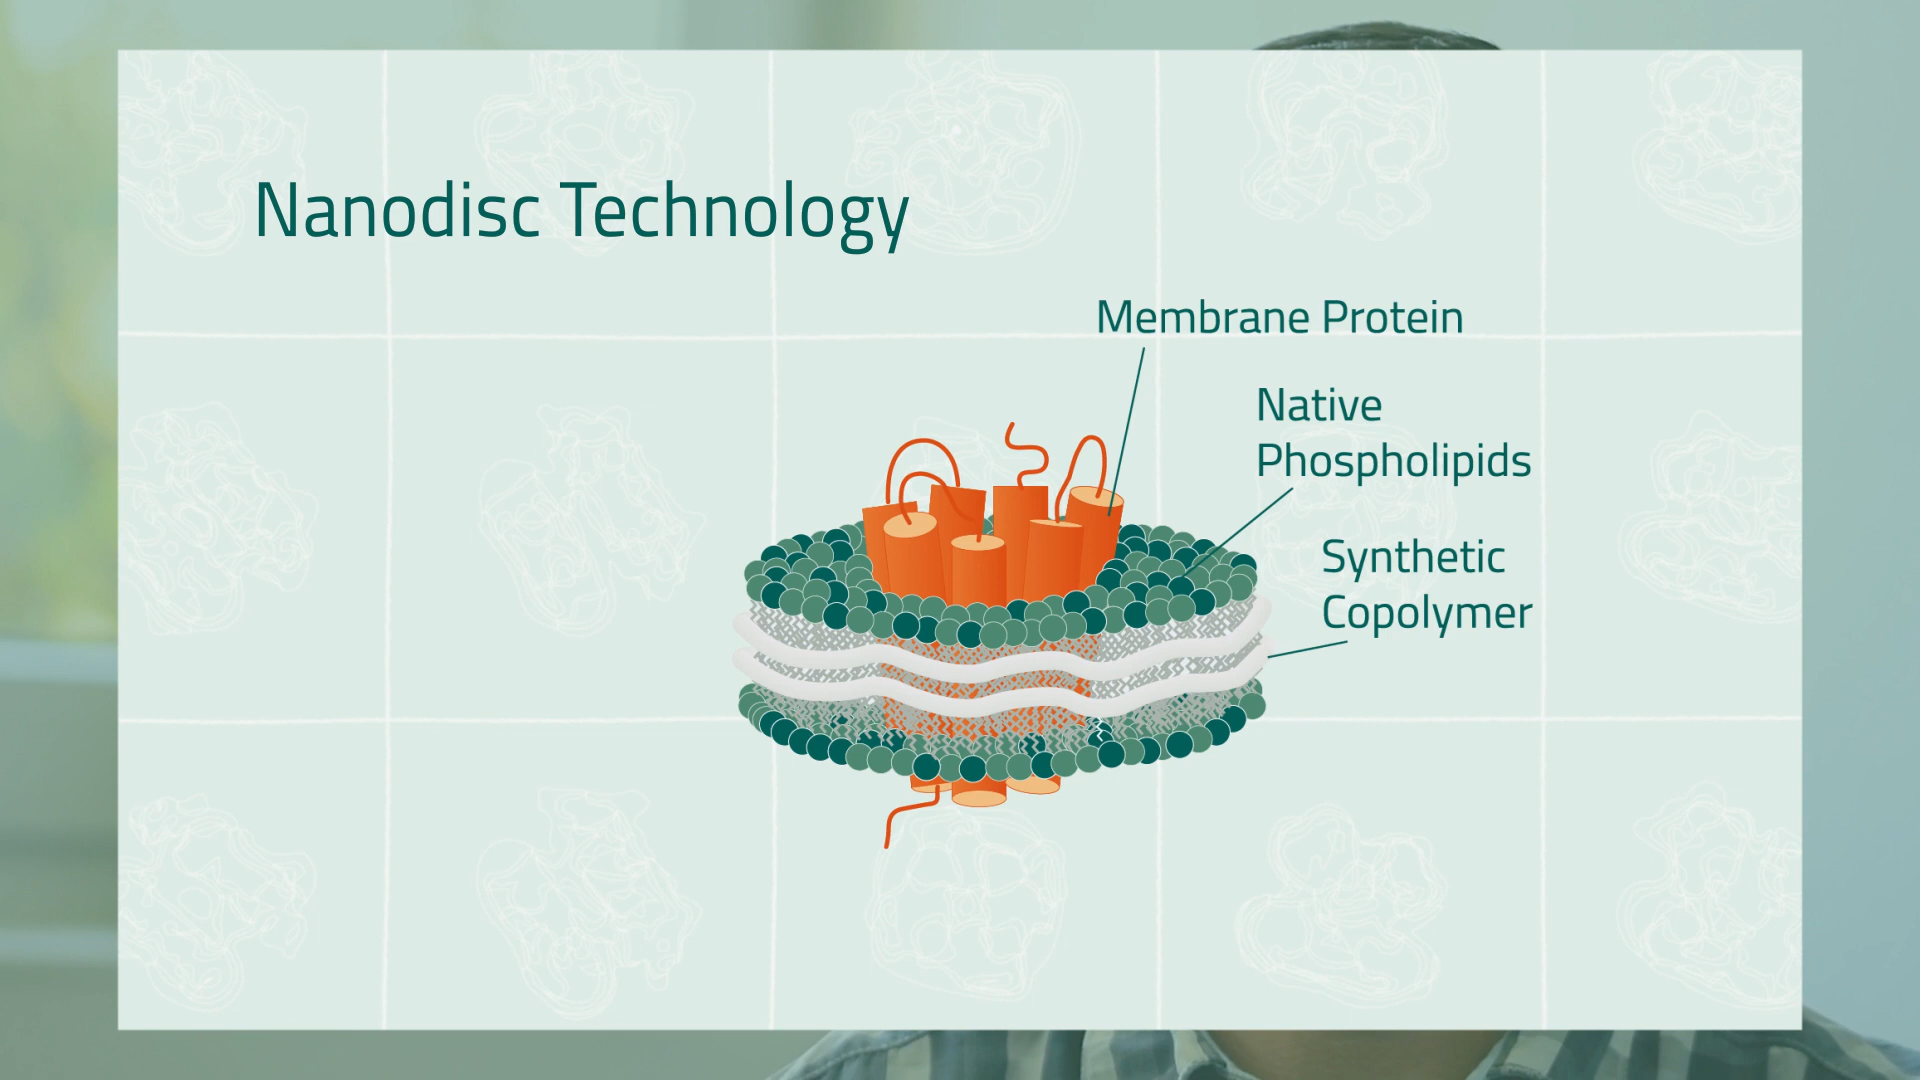 Nanodisc Technology
Membrane Protein
Native
Phospholipids
Synthetic
Copolymer